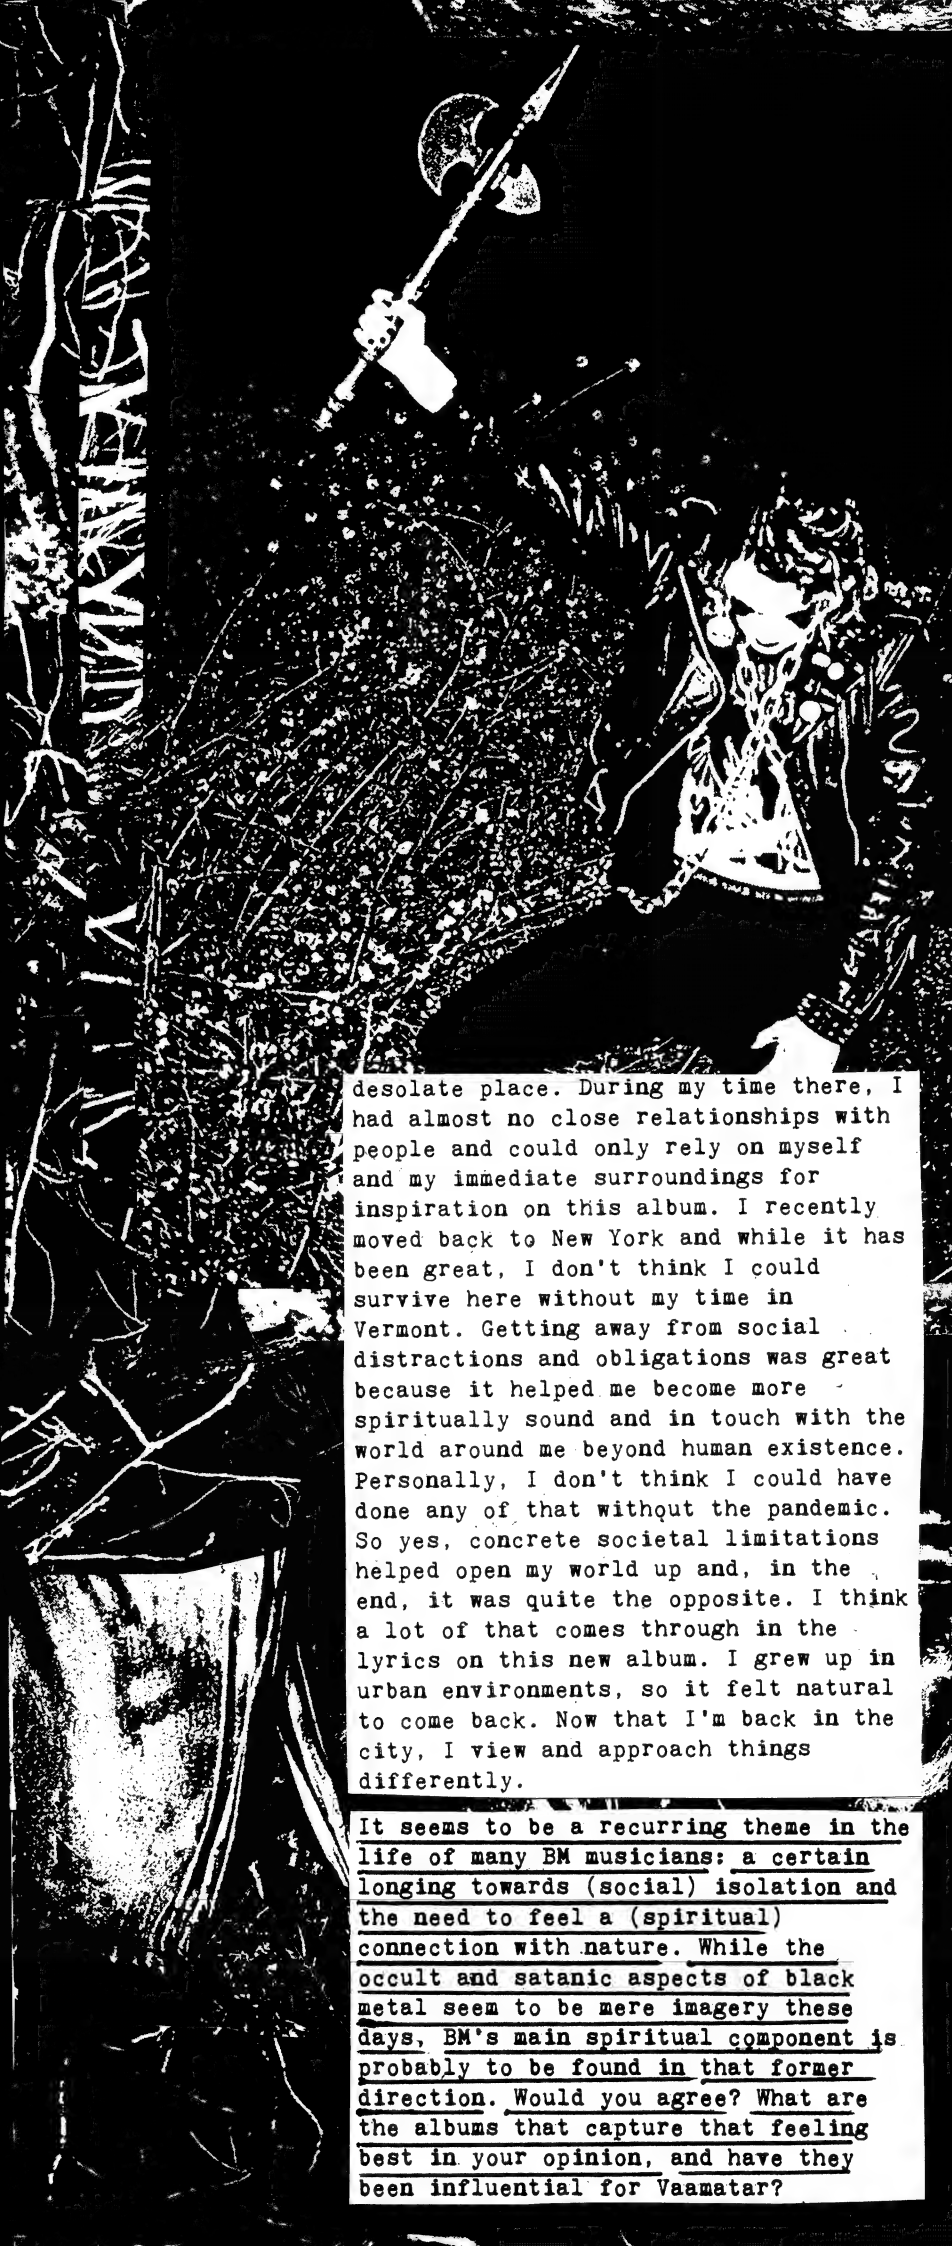 desolate place. During my time there, I
had almost no close relationships with
people and could only rely on myself
and my immediate surroundings for
inspiration on this album. I recently
moved back to New York and while it has
been great, I don't think I could
survive here without my time in
Vermont. Getting away from social
distractions and obligations was great
because it helped me become more
spiritually sound and in touch with the
world around me beyond human existence.
Personally, I don't think I could have
done any of that without the pandemic.
So yes, concrete societal limitations
helped open my world up and, in the
end, it was quite the opposite. I think
a lot of that comes through in the
lyrics on this new album. I grew up in
urban environments, so it felt natural
to come back. Now that I'm back in the
city, I view and approach things
differently.
It seems to be a recurring theme in the
life of many BM musicians: a certain
longing towards (social) isolation and
the need to feel a (spiritual)
connection with nature. While the
occult and satanic aspects of black
metal seem to be mere imagery these
days, BM's main spiritual component is
probably to be found in that former
direction. Would you agree? What are
the albums that capture that feeling
best in your opinion, and have they
been influential for Vaamatar?